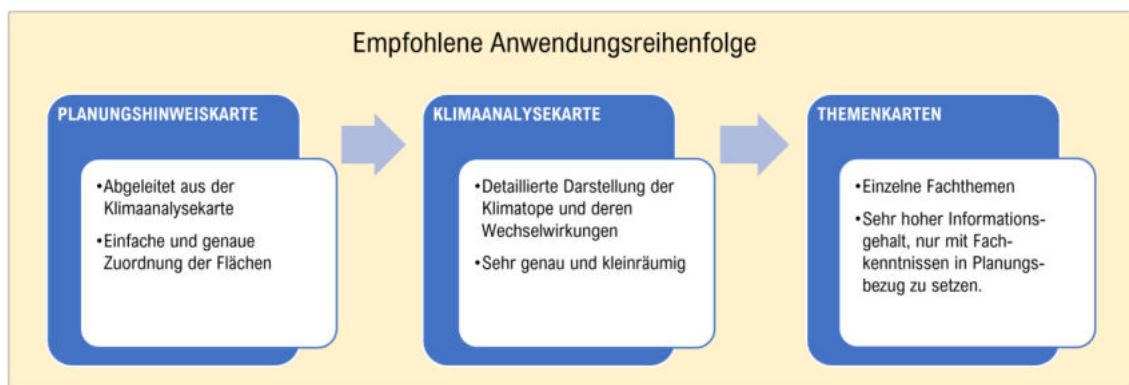 Empfohlene Anwendungsreihenfolge
PLANUNGSHINWEISKARTE
•Abgeleitet aus der
Klimaanalysekarte
•Einfache und genaue
Zuordnung der Flächen
KLIMAANALYSEKARTE
•Detaillierte Darstellung der
Klimatope und deren
Wechselwirkungen
•Sehr genau und kleinräumig
THEMENKARTEN
•Einzelne Fachthemen
•Sehr hoher Informations-
gehalt, nur mit Fach-
kenntnissen in Planungs-
bezug zu setzen.